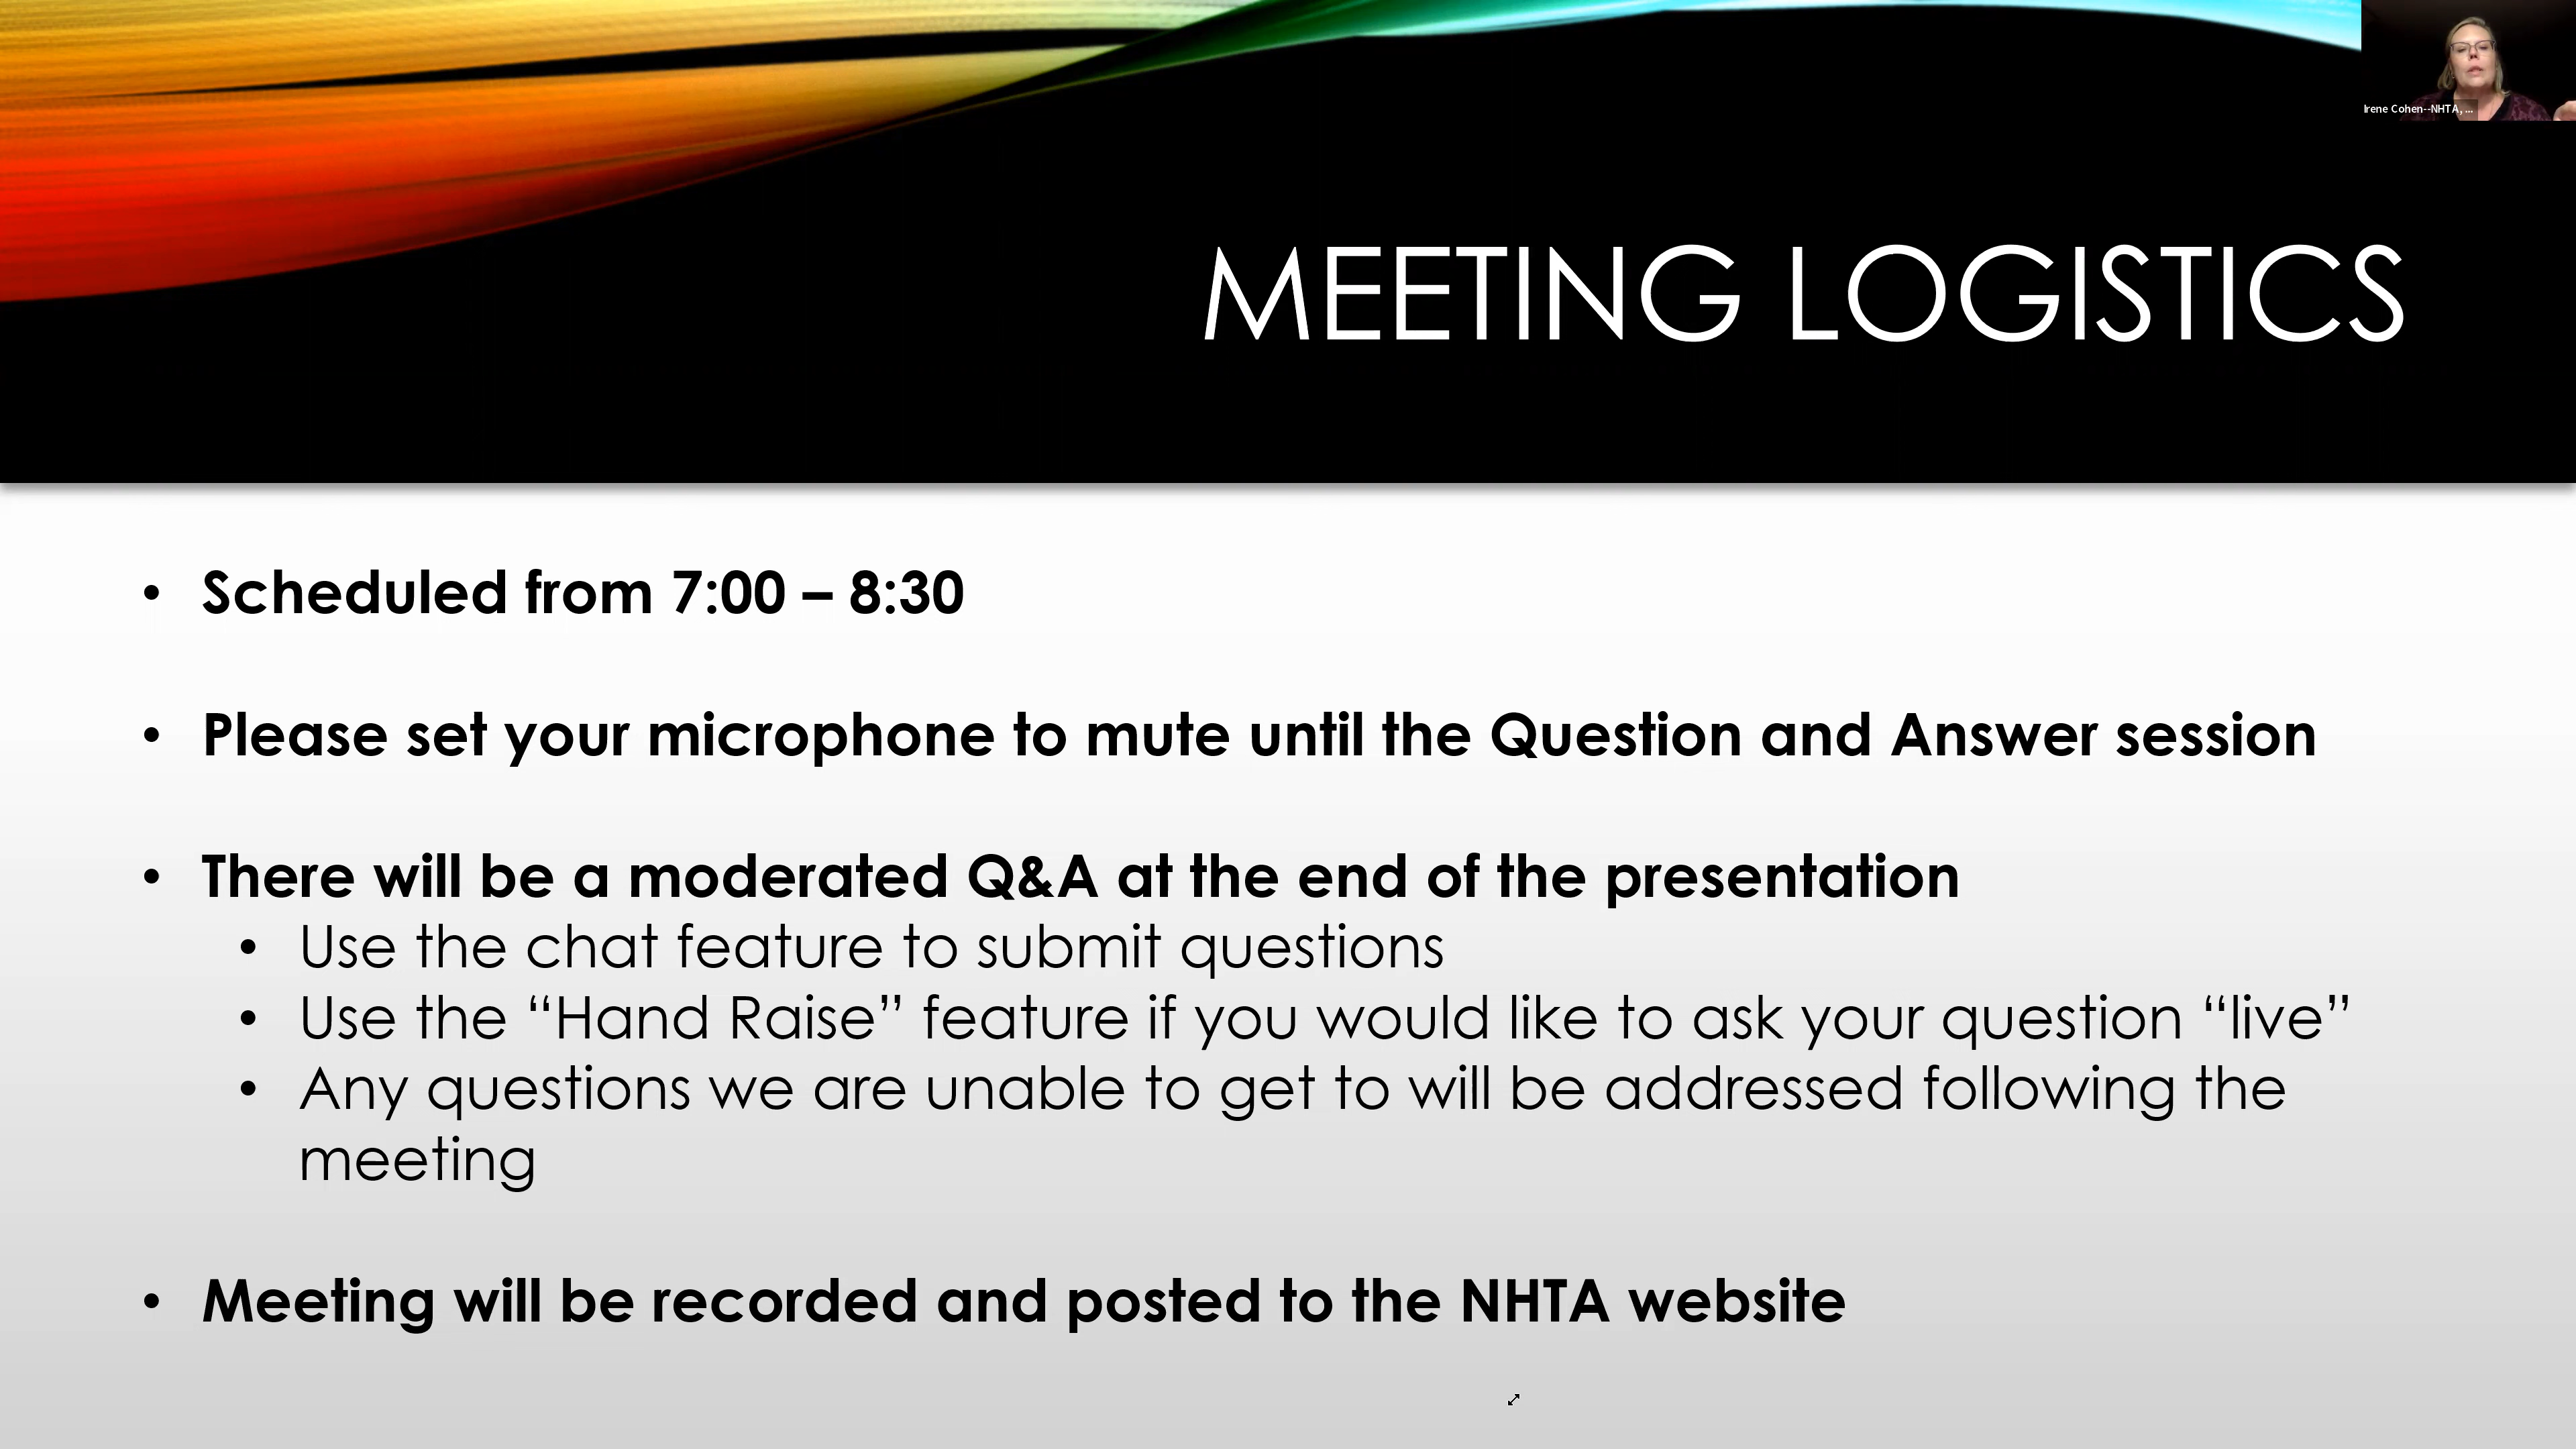 Irene Cohen--NHTA, ...
MEETING LOGISTICS
• Scheduled from 7:00 – 8:30
• Please set your microphone to mute until the Question and Answer session
• There will be a moderated Q&A at the end of the presentation
• Use the chat feature to submit questions
• Use the “Hand Raise” feature if you would like to ask your question “live”
• Any questions we are unable to get to will be addressed following the
meeting
• Meeting will be recorded and posted to the NHTA website